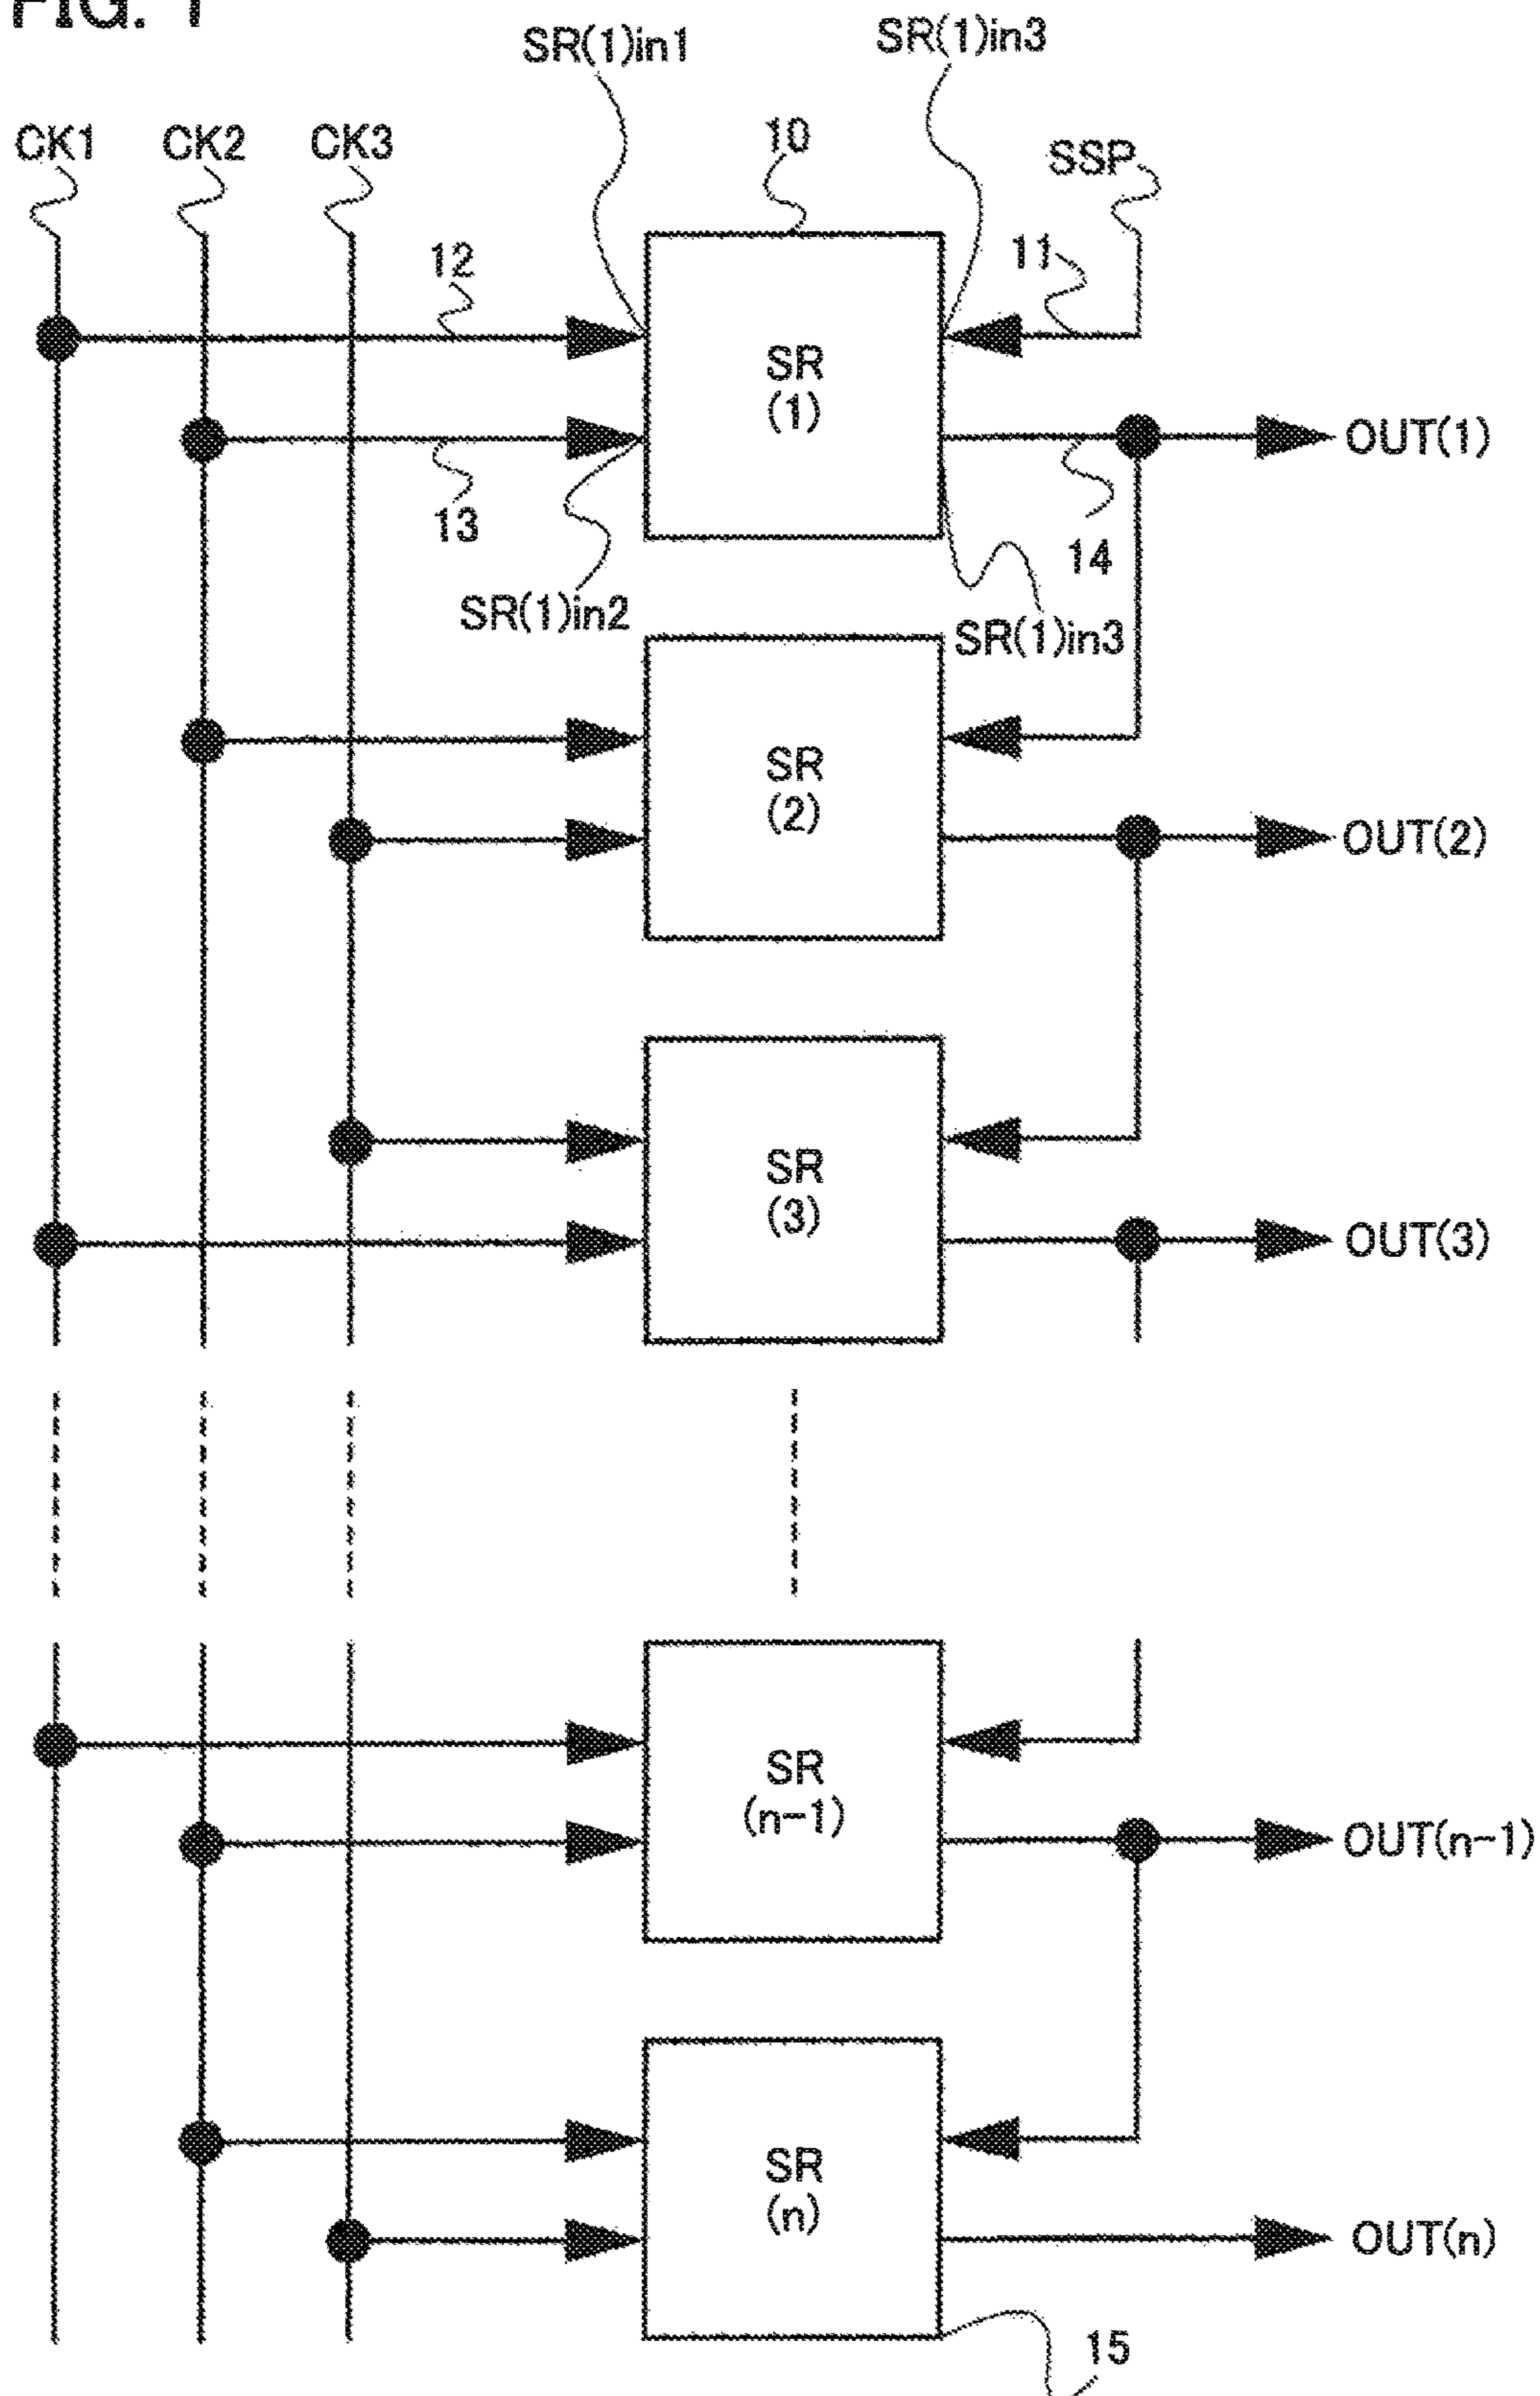 FIG. 1
SR(1)in1
SR(1)in3
CK1
CK2
CK3
10
SSP
12
11
SR
(1)
OUT(1)
13
14
SR(1)in2
SR(1)in3
SR
(2)
OUT(2)
SR
(3)
OUT(3)
SR
(n-1)
OUT(n-1)
SR
(n)
OUT(n)
15